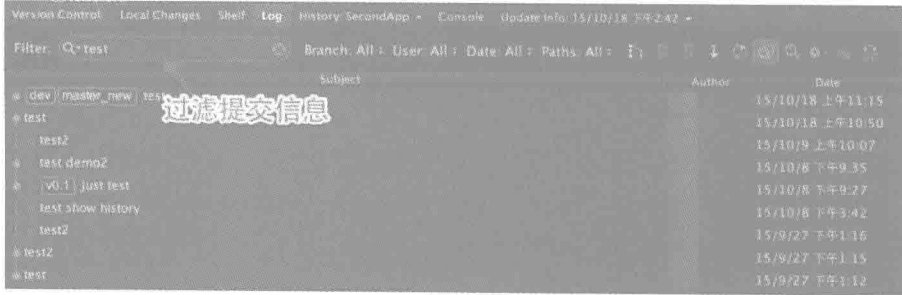 Version Control Local Changes Shelf Log History: SecondApp Console Update Info: 15/10/18 下午2:42
Filter: test Branch: All User: All Date: All Paths: All
Subject Author Date
dev master_new test 15/10/18 上午11:15
过滤提交信息
test 15/10/18 上午10:50
test2 15/10/9 上午10:07
test demo2 15/10/8 下午9:35
v0.1 just test 15/10/8 下午9:27
test show history 15/10/8 下午3:42
test2 15/9/27 下午1:16
test2 15/9/27 下午1:15
test 15/9/27 下午1:12